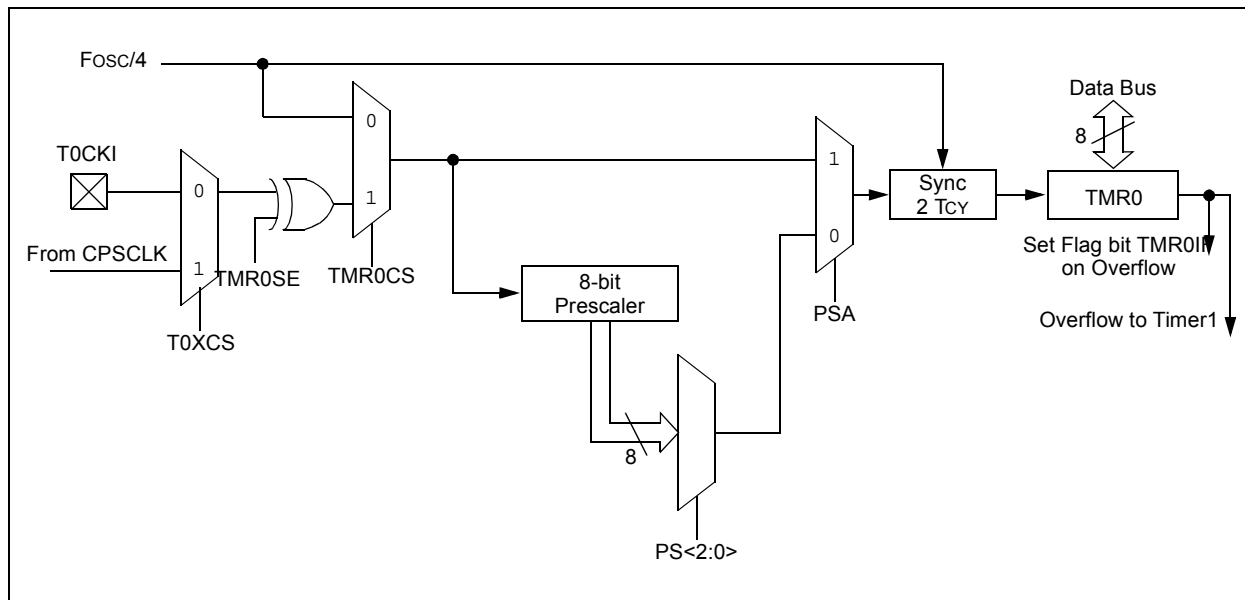 FOSC/4
Data Bus
8
T0CKI
0
1
0
1
Sync
2 TCY
TMR0
0
1
0
From CPSCLK
TMR0SE
TMR0CS
Set Flag bit TMR0IF
on Overflow
8-bit
Prescaler
PSA
T0XCS
Overflow to Timer1
8
PS<2:0>